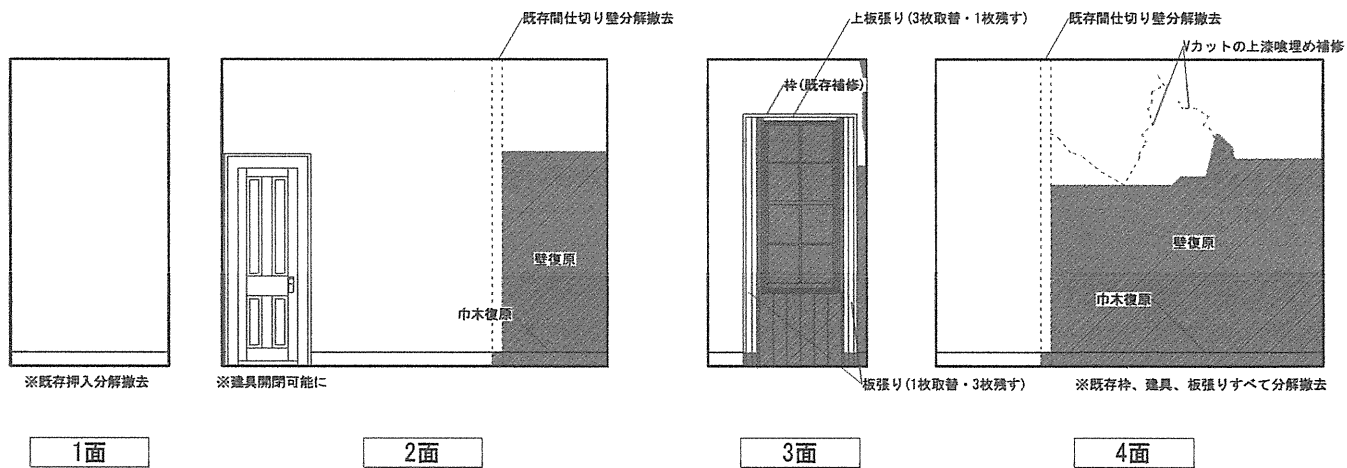 既存間仕切り壁分解撤去
上板張り(3枚取替・1枚残す)
既存間仕切り壁分解撤去
Vカットの上漆喰埋め補修
枠(既存補修)
壁復原
壁復原
巾木復原
巾木復原
※既存押入分解撤去
※建具開閉可能に
板張り(1枚取替・3枚残す)
※既存枠、建具、板張りすべて分解撤去
1面
2面
3面
4面